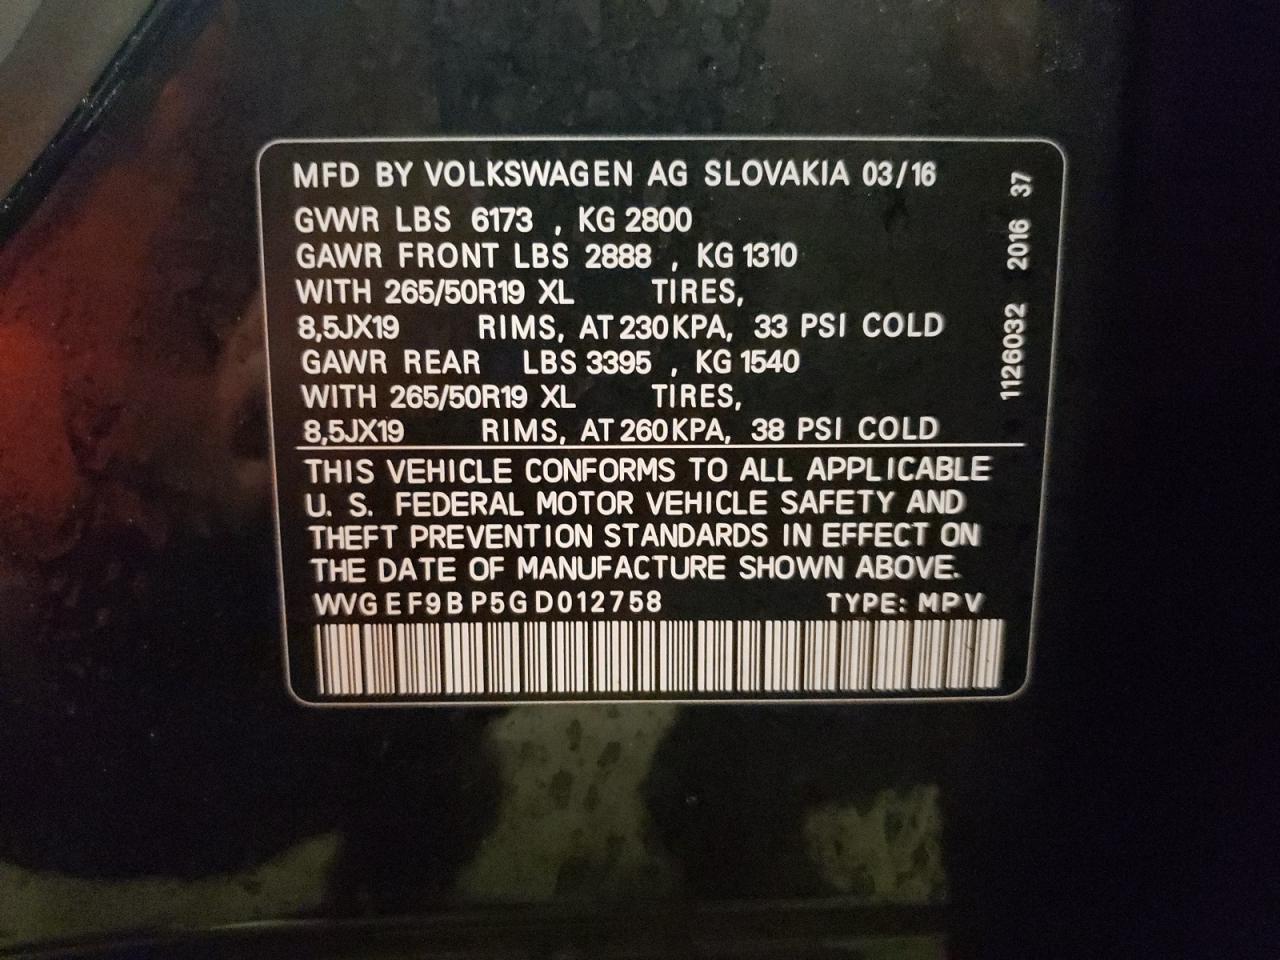 MFD BY VOLKSWAGEN AG SLOVAKIA 03/16
GVWR LBS 6173 , KG 2800
GAWR FRONT LBS 2888 , KG 1310
WITH 265/50R19 XL TIRES,
8,5JX19 RIMS, AT 230KPA, 33 PSI COLD
GAWR REAR LBS 3395 , KG 1540
WITH 265/50R19 XL TIRES,
8,5JX19 RIMS, AT 260KPA, 38 PSI COLD
THIS VEHICLE CONFORMS TO ALL APPLICABLE
U. S. FEDERAL MOTOR VEHICLE SAFETY AND
THEFT PREVENTION STANDARDS IN EFFECT ON
THE DATE OF MANUFACTURE SHOWN ABOVE.
WVGEF9BP5GD012758 TYPE: MPV
1126032 2016 37